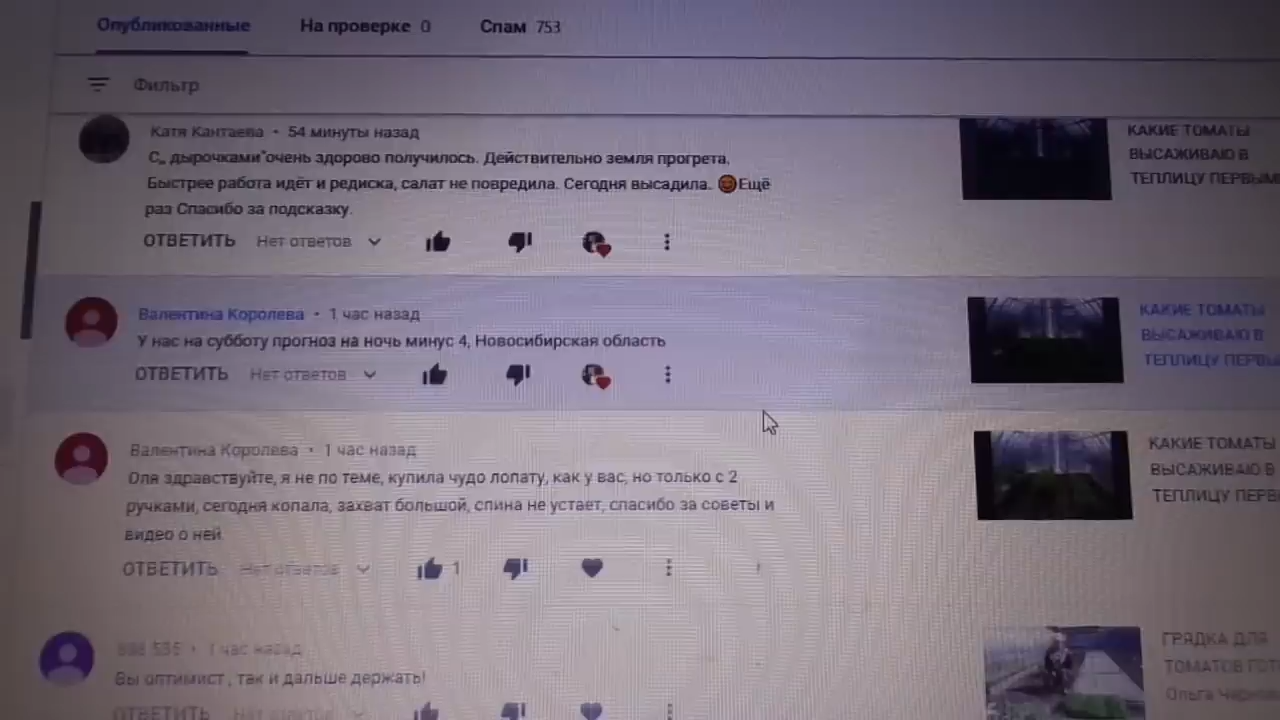 Опубликованные На проверке 0 Спам 753
Фильтр
Катя Кантаева • 54 минуты назад
С„ дырочками"очень здорово получилось. Действительно земля прогрета.
Быстрее работа идёт и редиска, салат не повредила. Сегодня высадила. Ещё
раз Спасибо за подсказку.
ОТВЕТИТЬ Нет ответов
КАКИЕ ТОМАТЫ
ВЫСАЖИВАЮ В
ТЕПЛИЦУ ПЕРВЫМ
Валентина Королева • 1 час назад
У нас на субботу прогноз на ночь минус 4, Новосибирская область
ОТВЕТИТЬ Нет ответов
КАКИЕ ТОМАТЫ
ВЫСАЖИВАЮ В
ТЕПЛИЦУ ПЕРВЫ
Валентина Королева • 1 час назад
Оля здравствуйте, я не по теме, купила чудо лопату, как у вас, но только с 2
ручками, сегодня копала, захват большой, спина не устает, спасибо за советы и
видео о ней.
ОТВЕТИТЬ Нет ответов 1
КАКИЕ ТОМАТЫ
ВЫСАЖИВАЮ В
ТЕПЛИЦУ ПЕРВ
• 1 час назад
Вы оптимист , так и дальше держать!
ОТВЕТИТЬ Нет ответов
ГРЯДКА ДЛЯ
ТОМАТОВ ГОТ
Ольга Черно